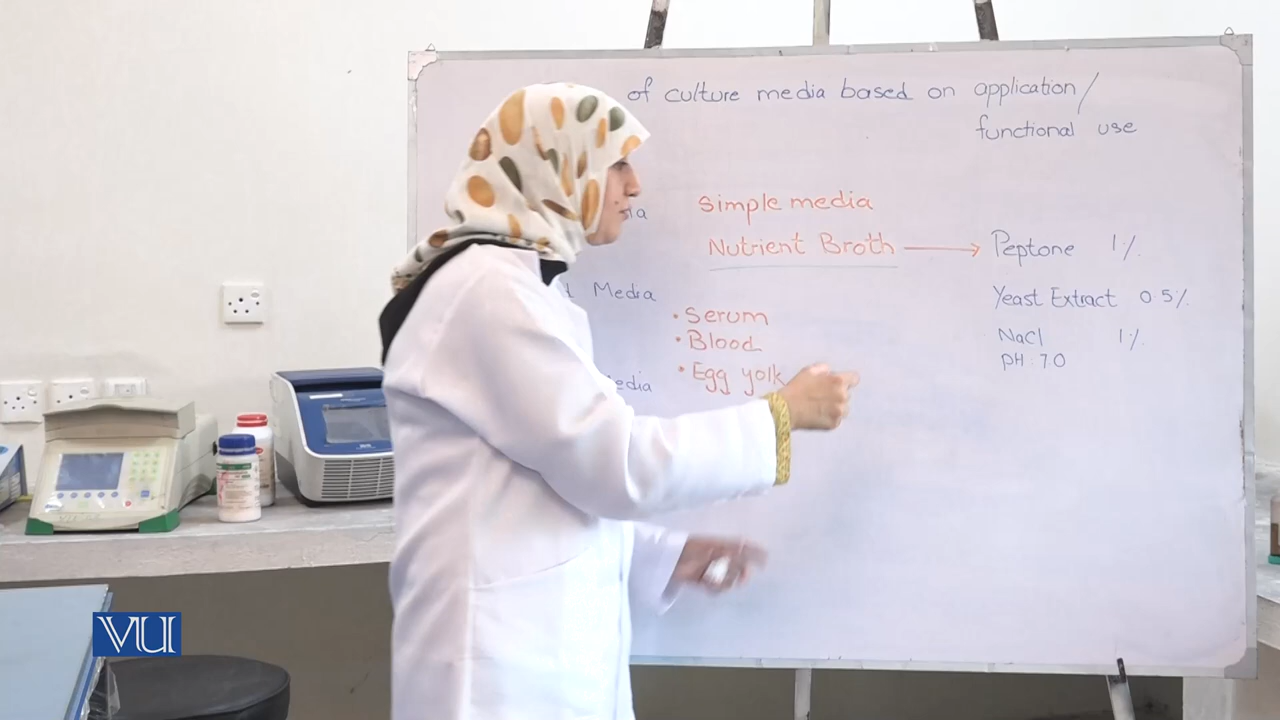 of culture media based on application/
functional use
Simple media
Nutrient Broth → Peptone 1%
Media
Yeast Extract 0.5%
• Serum
• Blood
• Egg yolk
NaCl 1%
pH: 7.0
VU